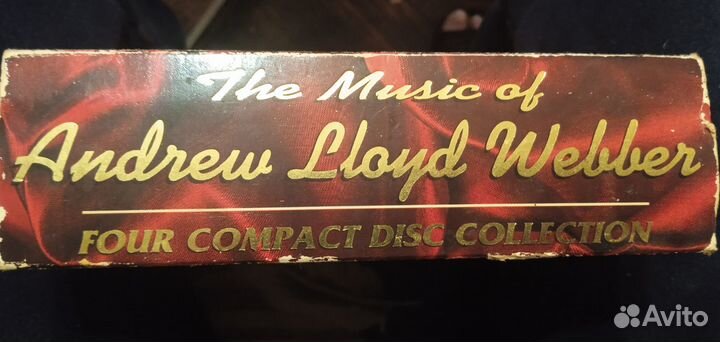 The Music of
Andrew Lloyd Webber
FOUR COMPACT DISC COLLECTION
Avito